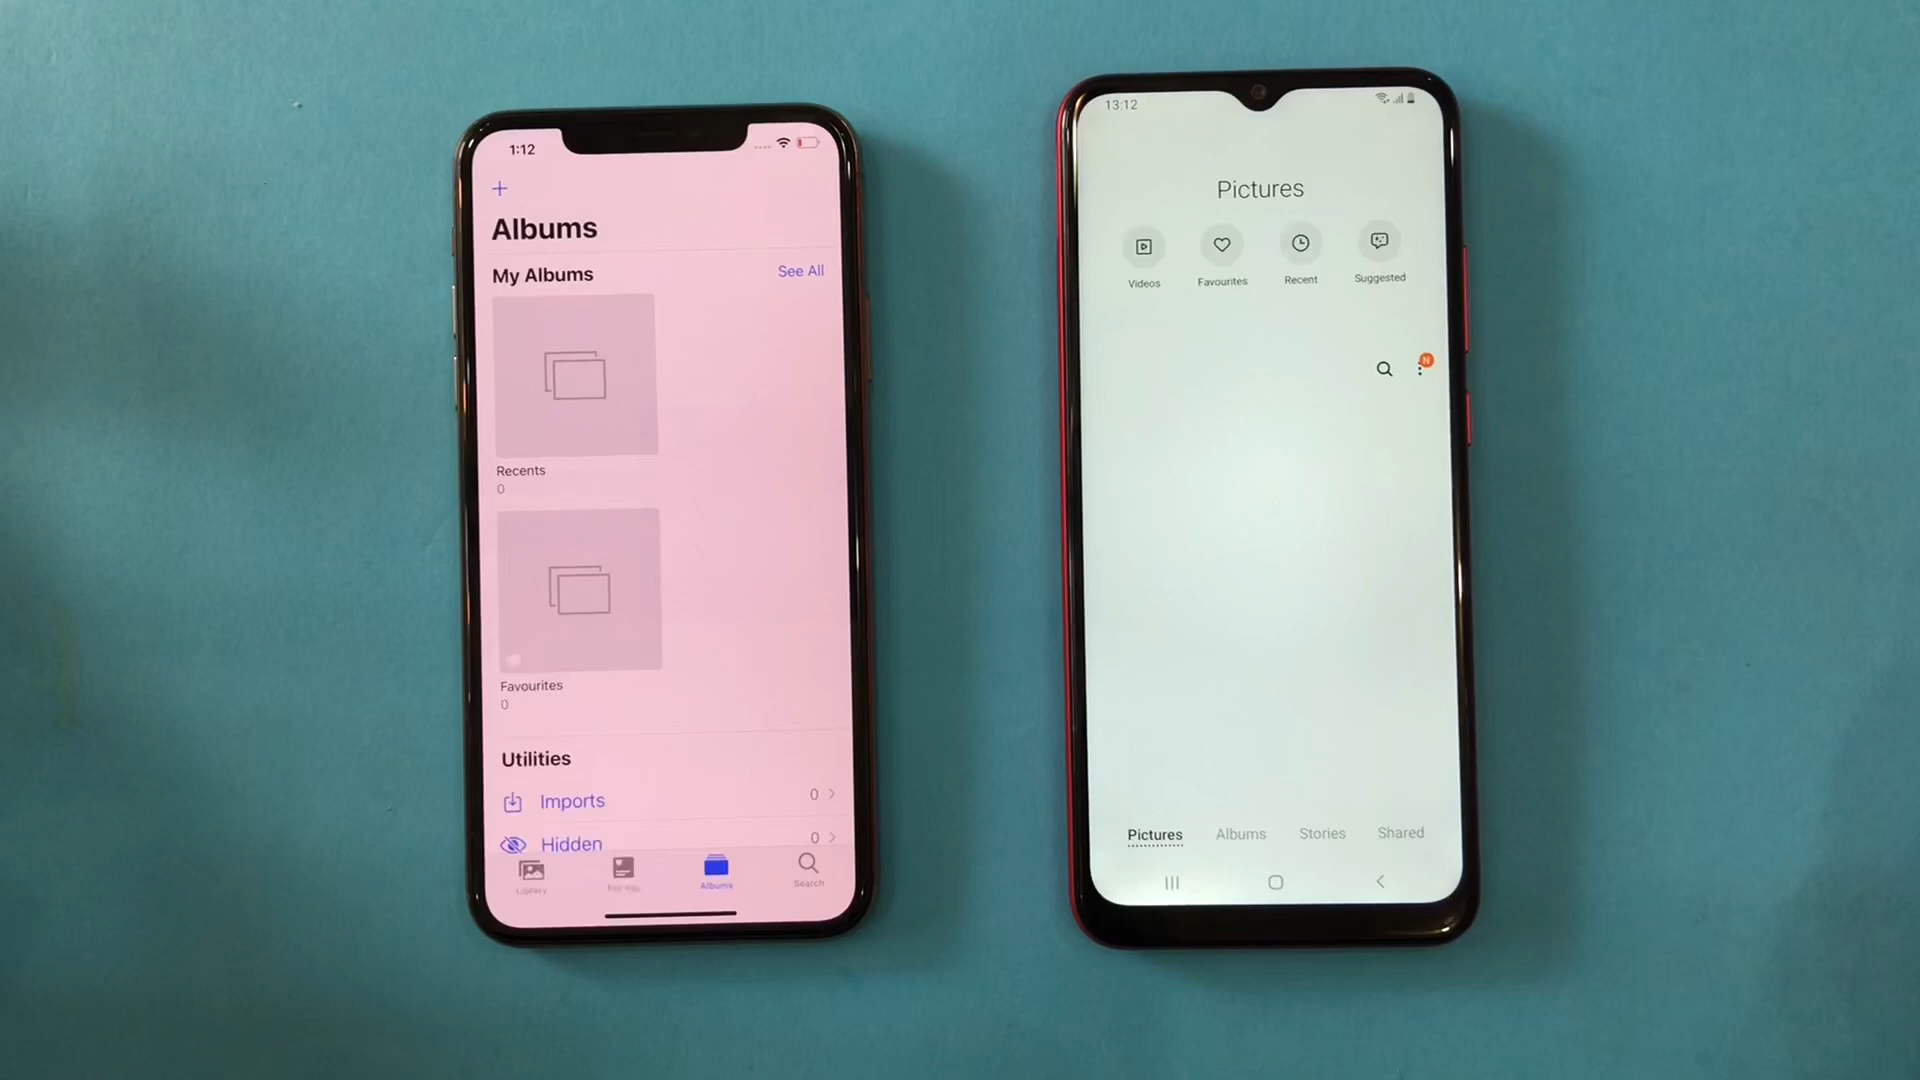 1:12
Albums
My Albums
See All
Recents
0
Favourites
0
Utilities
Imports
0
Hidden
0
Library
Albums
Search
13:12
Pictures
Videos
Favourites
Recent
Suggested
N
Pictures
Albums
Stories
Shared